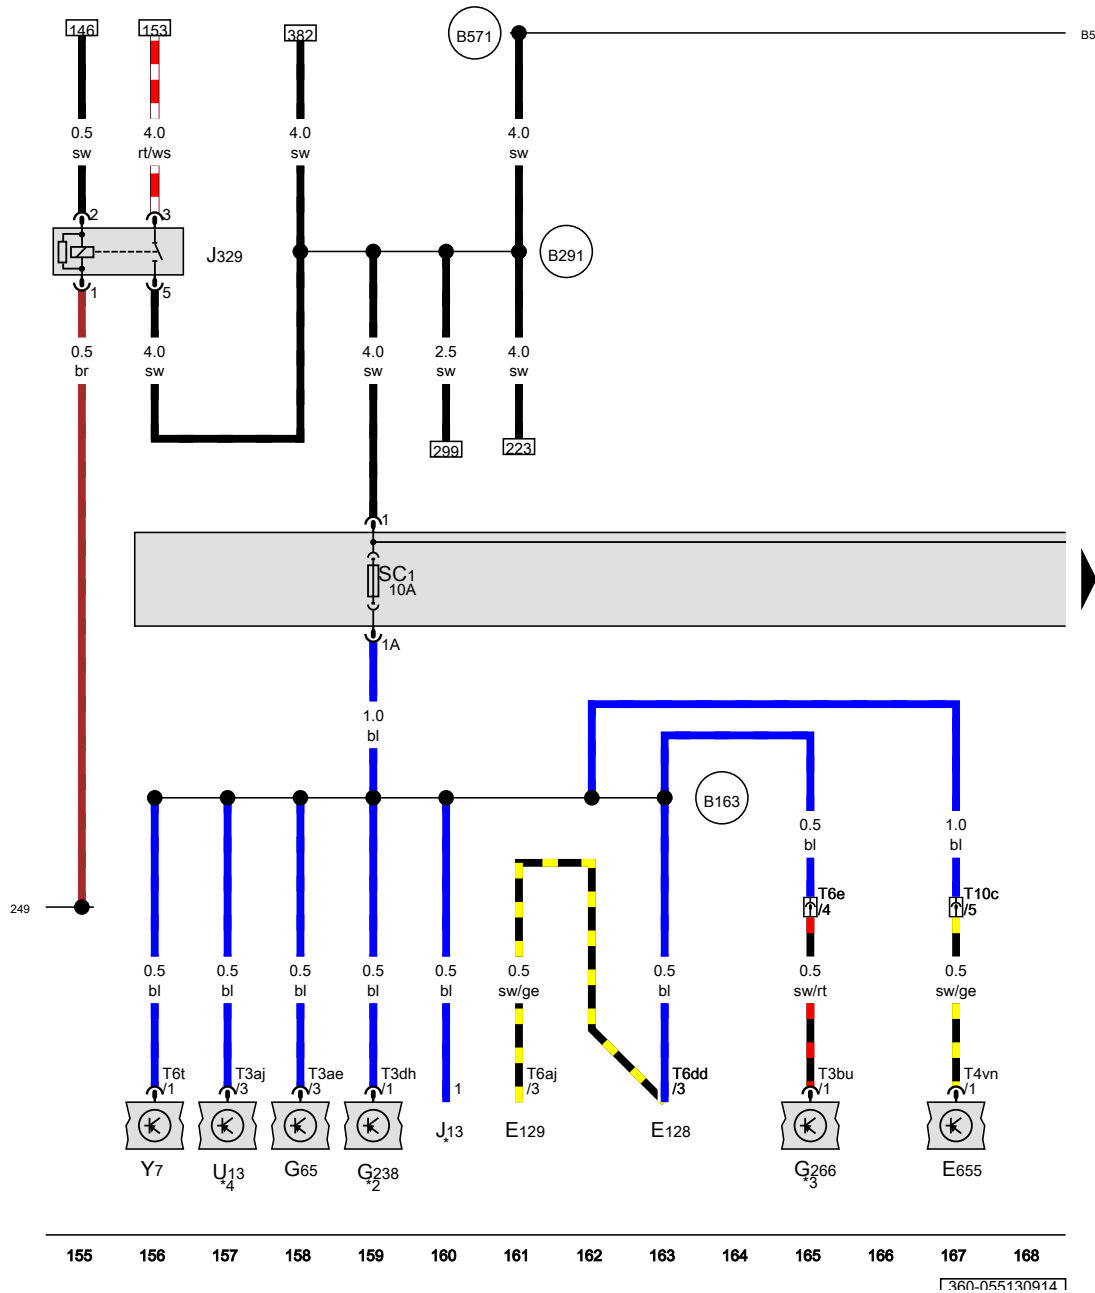 146
153
382
B571
B5
0.5
sw
4.0
rt/ws
4.0
sw
4.0
sw
2
3
J329
B291
1
5
0.5
br
4.0
sw
4.0
sw
2.5
sw
4.0
sw
299
223
1
SC1
10A
1A
1.0
bl
B163
0.5
bl
1.0
bl
T6e
/4
T10c
/5
249
0.5
bl
0.5
bl
0.5
bl
0.5
bl
0.5
bl
0.5
sw/ge
0.5
bl
0.5
sw/rt
0.5
sw/ge
T6t
/1
T3aj
/3
T3ae
/3
T3dh
/1
1
T6aj
/3
T6dd
/3
T3bu
/1
T4vn
/1
Y7
U13
*4
G65
G238
*2
J13
*
E129
E128
G266
*3
E655
155 156 157 158 159 160 161 162 163 164 165 166 167 168
360-055130914